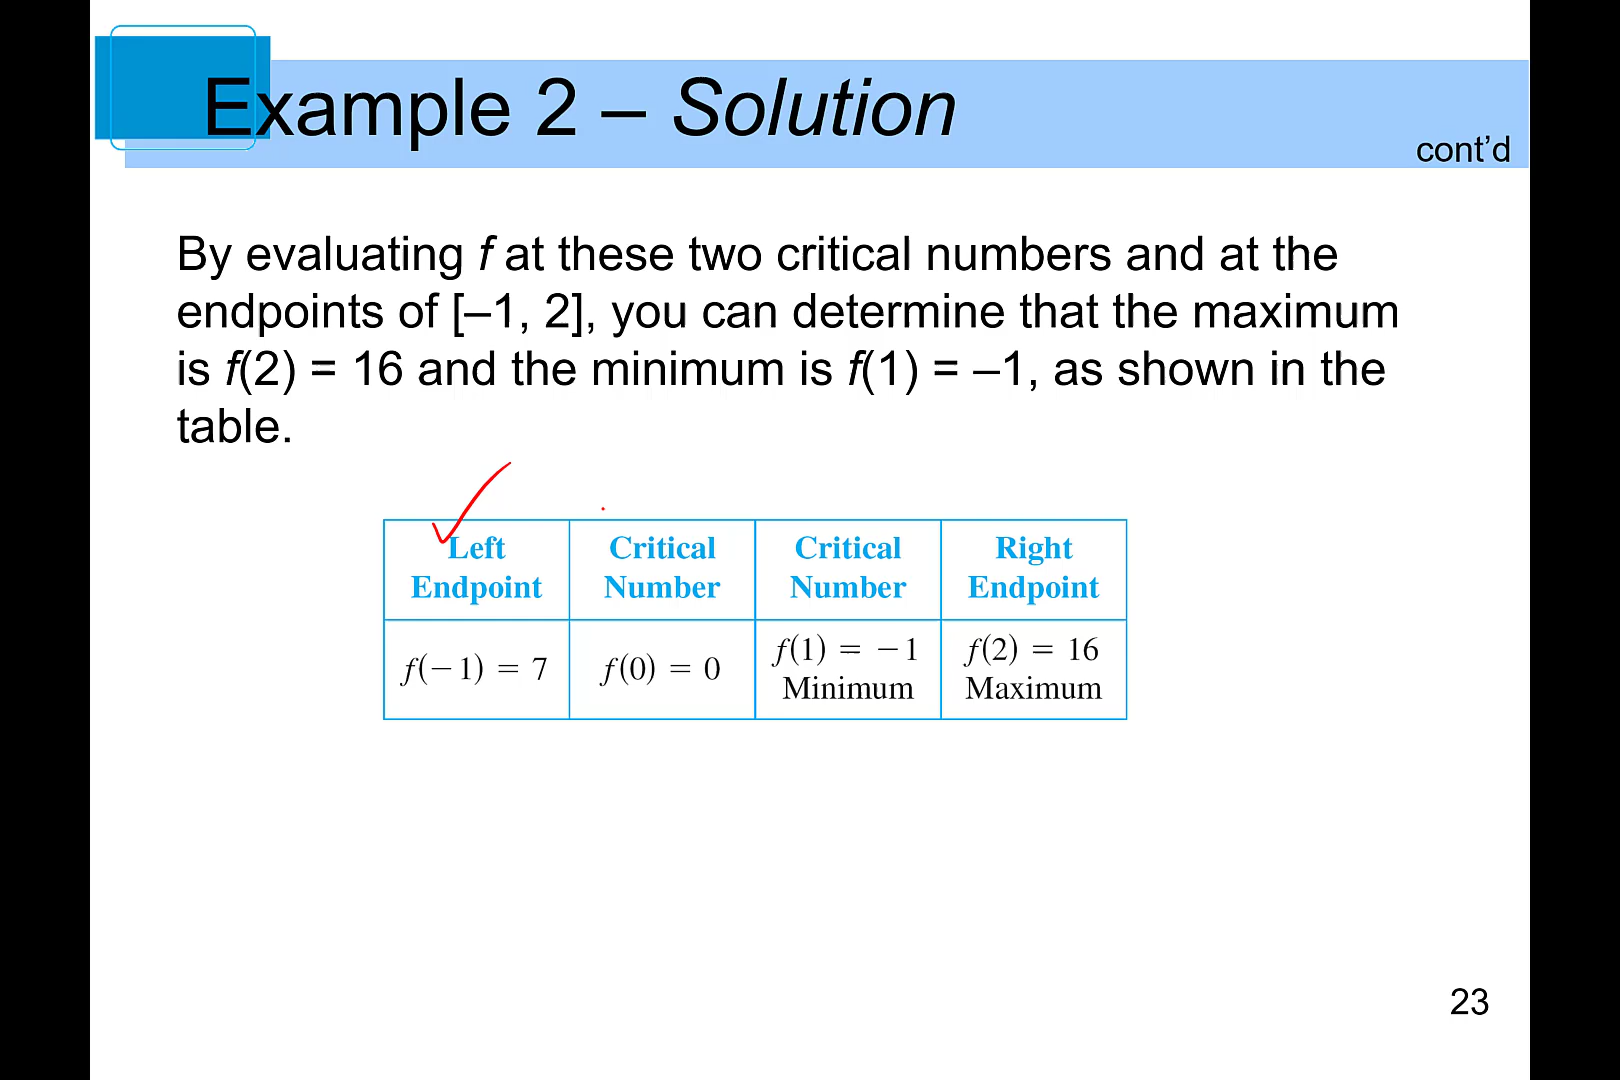 Example 2 – Solution
cont’d
By evaluating f at these two critical numbers and at the
endpoints of [–1, 2], you can determine that the maximum
is f(2) = 16 and the minimum is f(1) = –1, as shown in the
table.
Left Endpoint
Critical Number
Critical Number
Right Endpoint
f(−1) = 7
f(0) = 0
f(1) = −1
Minimum
f(2) = 16
Maximum
23